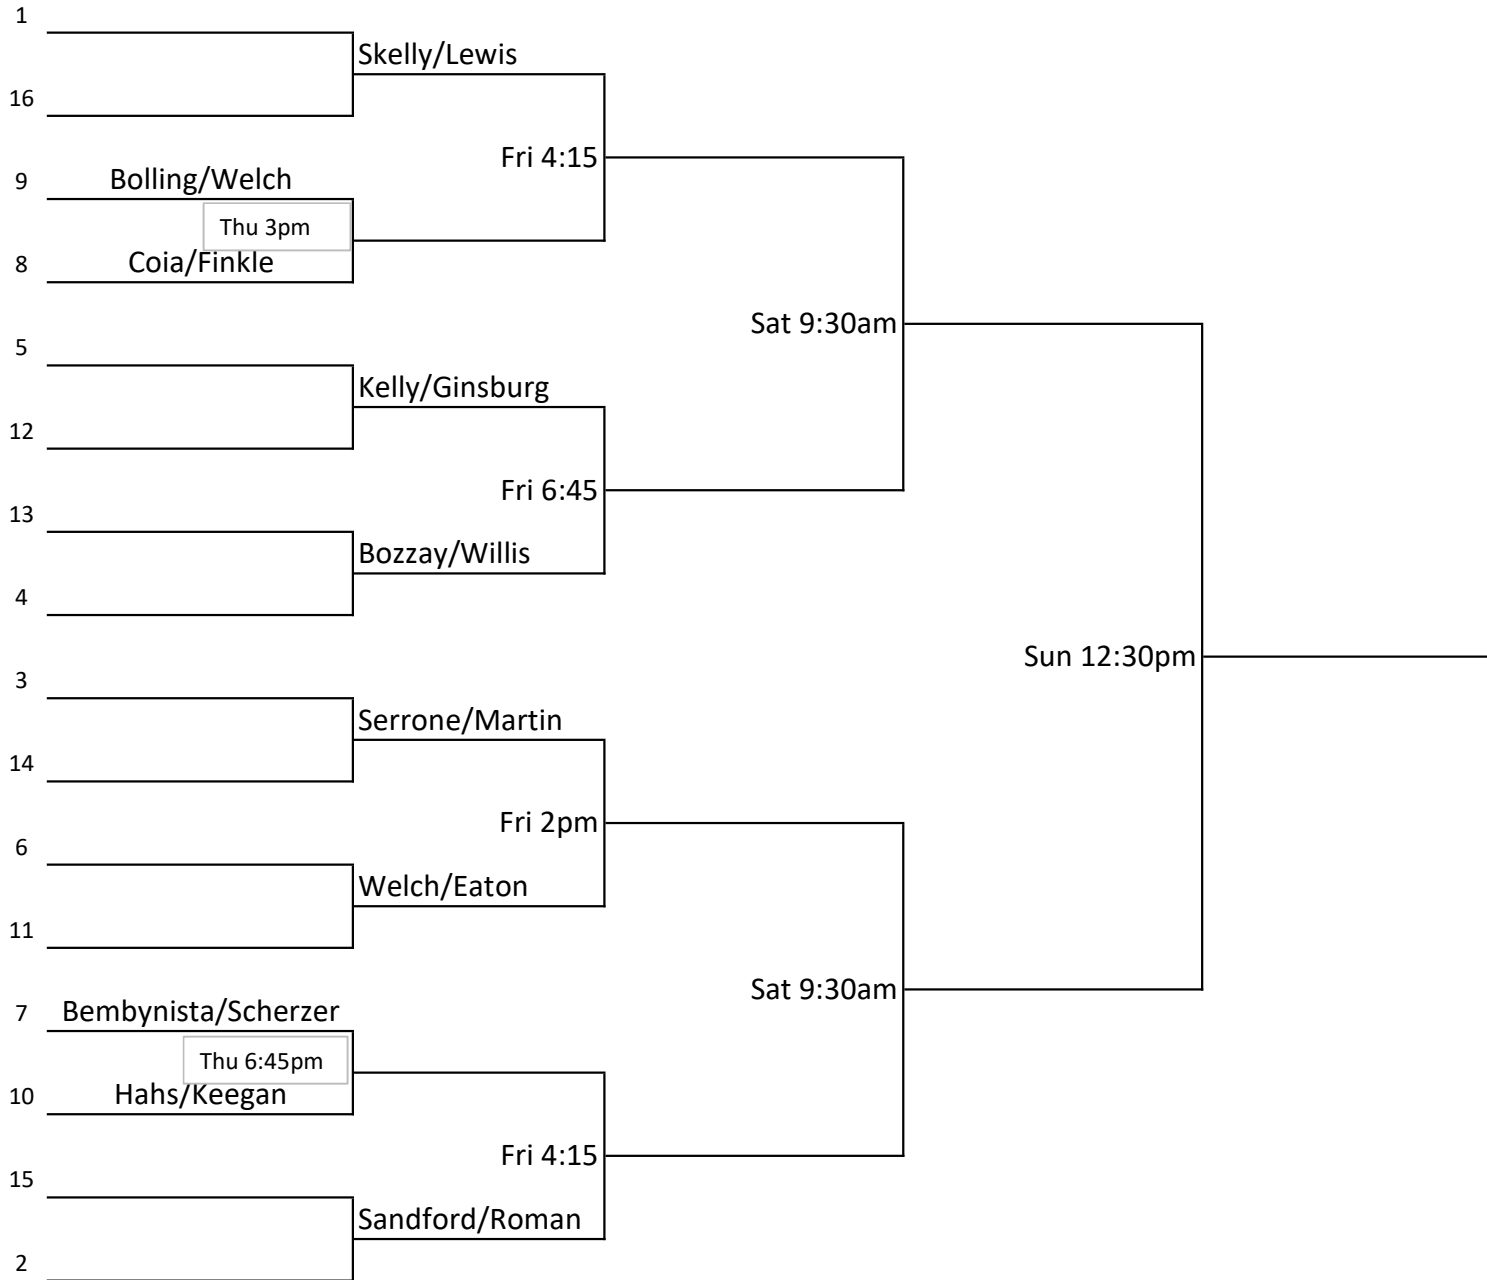 1
Skelly/Lewis
16
Fri 4:15
9 Bolling/Welch
Thu 3pm
8 Coia/Finkle
Sat 9:30am
5
Kelly/Ginsburg
12
Fri 6:45
13
Bozzay/Willis
4
Sun 12:30pm
3
Serrone/Martin
14
Fri 2pm
6
Welch/Eaton
11
Sat 9:30am
7 Bembynista/Scherzer
Thu 6:45pm
10 Hahs/Keegan
Fri 4:15
15
Sandford/Roman
2